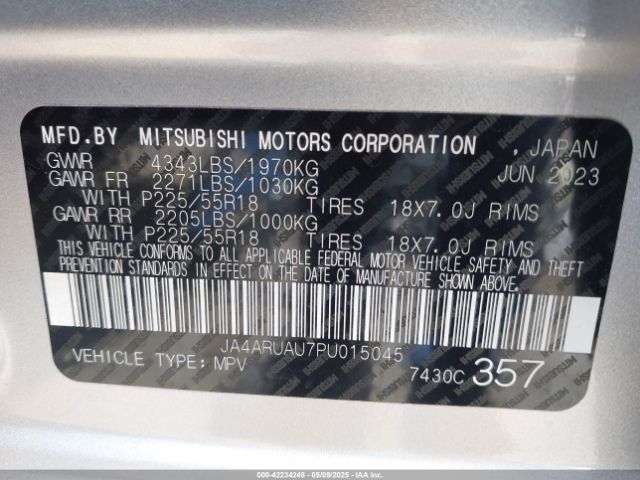 MFD.BY MITSUBISHI MOTORS CORPORATION , JAPAN
GVWR 4343LBS/1970KG JUN 2023
GAWR FR 2271LBS/1030KG
WITH P225/55R18 TIRES 18X7.0J RIMS
GAWR RR 2205LBS/1000KG
WITH P225/55R18 TIRES 18X7.0J RIMS
THIS VEHICLE CONFORMS TO ALL APPLICABLE FEDERAL MOTOR VEHICLE SAFETY AND THEFT
PREVENTION STANDARDS IN EFFECT ON THE DATE OF MANUFACTURE SHOWN ABOVE.
JA4ARUAU7PU015045
VEHICLE TYPE: MPV 7430C 357
000-42234248 - 05/09/2025 - IAAI.COM